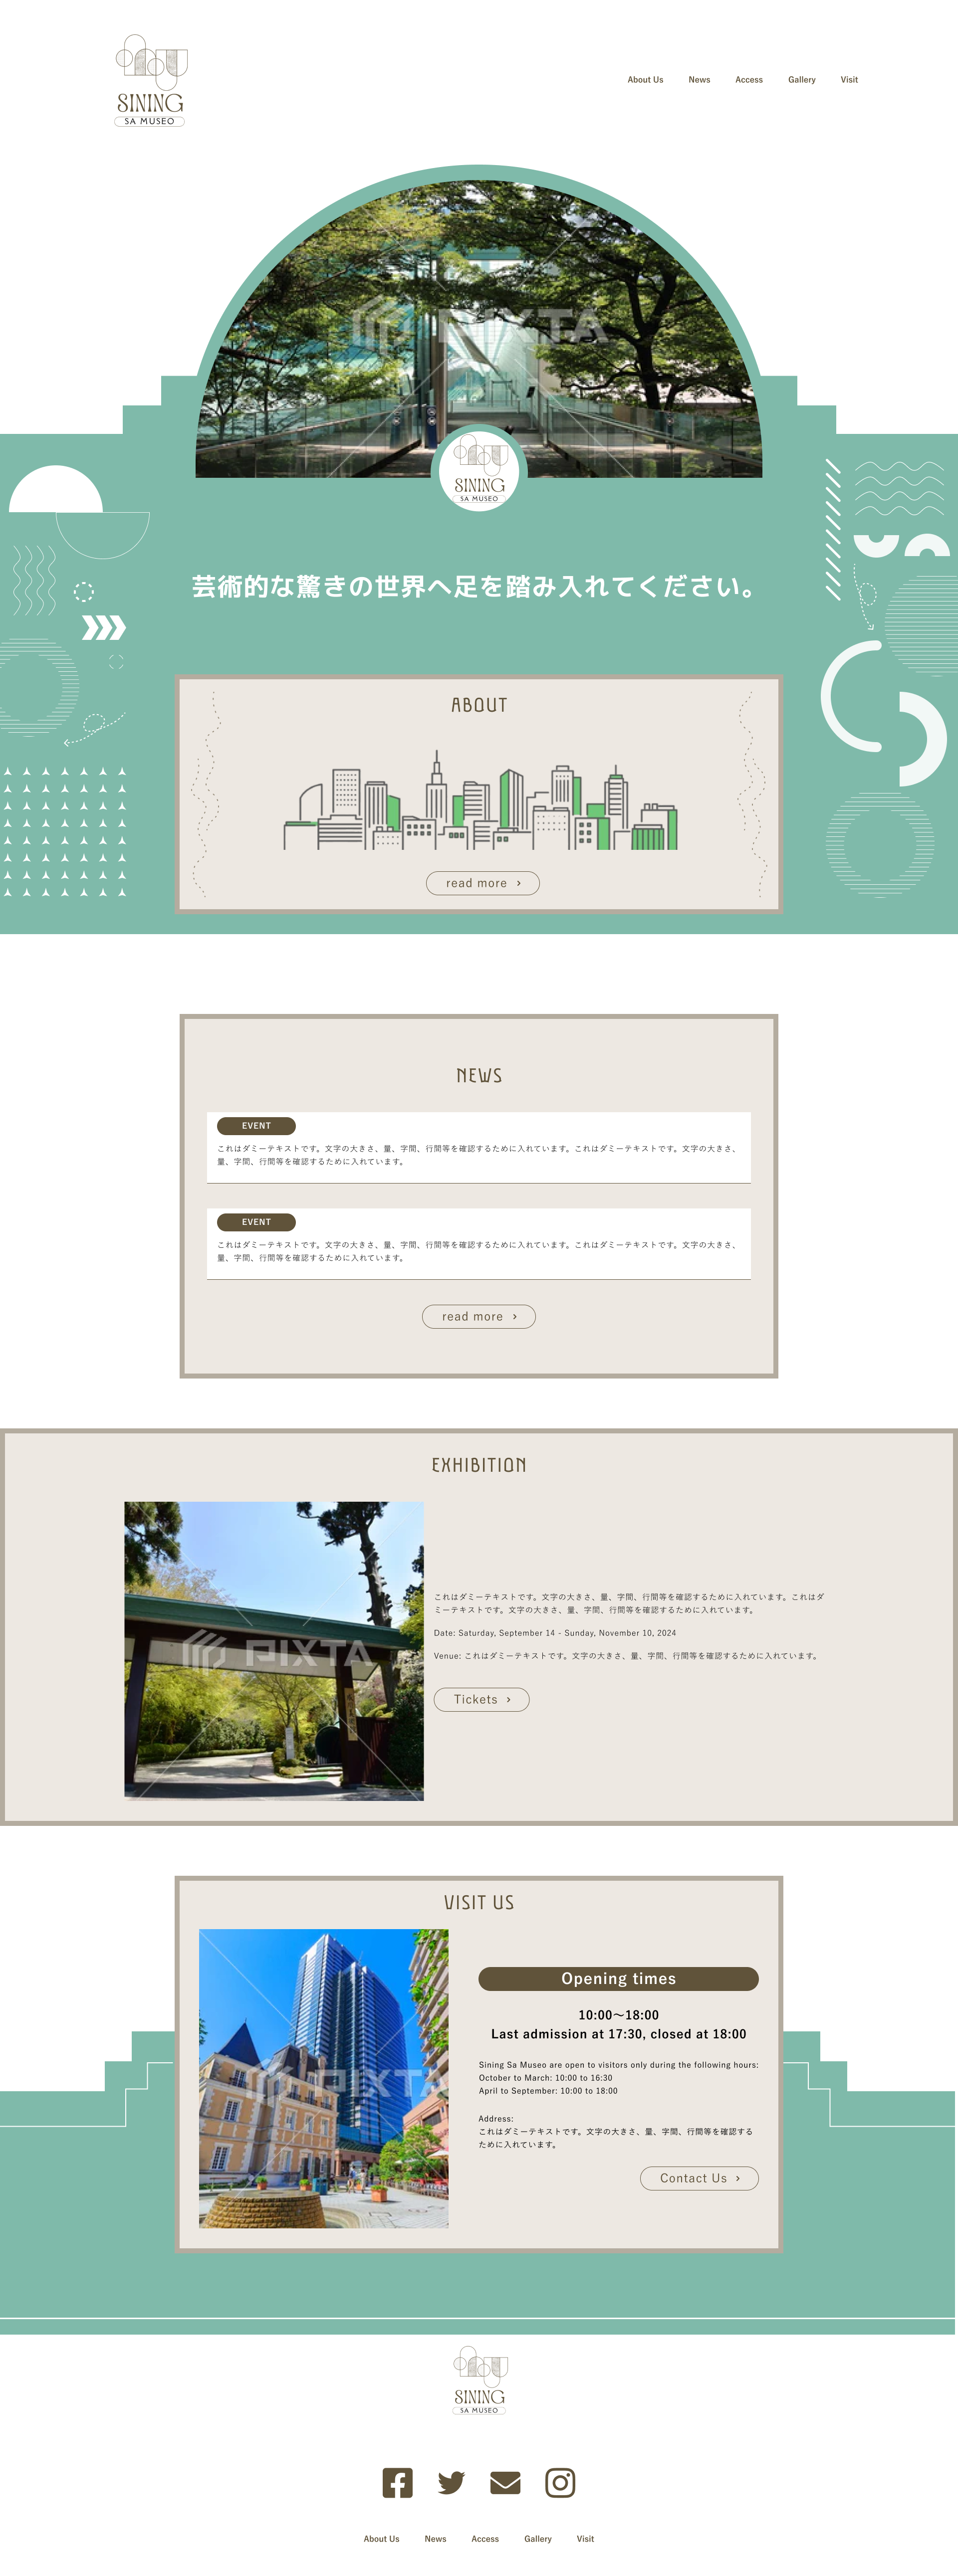 SINING
SA MUSEO
About Us News Access Gallery Visit
PIXTA
SINING
SA MUSEO
芸術的な驚きの世界へ足を踏み入れてください。
ABOUT
read more
NEWS
EVENT
これはダミーテキストです。文字の大きさ、量、字間、行間等を確認するために入れています。これはダミーテキストです。文字の大きさ、
量、字間、行間等を確認するために入れています。
EVENT
これはダミーテキストです。文字の大きさ、量、字間、行間等を確認するために入れています。これはダミーテキストです。文字の大きさ、
量、字間、行間等を確認するために入れています。
read more
EXHIBITION
PIXTA
これはダミーテキストです。文字の大きさ、量、字間、行間等を確認するために入れています。これはダ
ミーテキストです。文字の大きさ、量、字間、行間等を確認するために入れています。
Date: Saturday, September 14 - Sunday, November 10, 2024
Venue: これはダミーテキストです。文字の大きさ、量、字間、行間等を確認するために入れています。
Tickets
VISIT US
PIXTA
Opening times
10:00〜18:00
Last admission at 17:30, closed at 18:00
Sining Sa Museo are open to visitors only during the following hours:
October to March: 10:00 to 16:30
April to September: 10:00 to 18:00
Address:
これはダミーテキストです。文字の大きさ、量、字間、行間等を確認する
ために入れています。
Contact Us
SINING
SA MUSEO
About Us News Access Gallery Visit